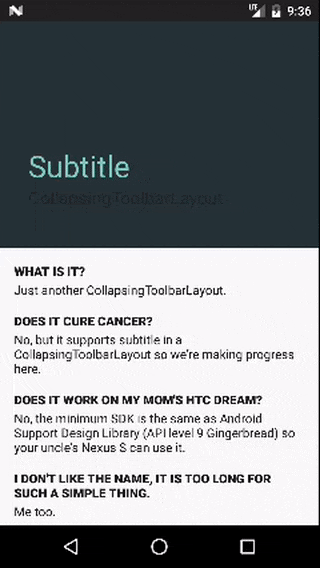 LTE 9:36
Subtitle
CollapsingToolbarLayout
WHAT IS IT?
Just another CollapsingToolbarLayout.
DOES IT CURE CANCER?
No, but it supports subtitle in a
CollapsingToolbarLayout so we're making progress
here.
DOES IT WORK ON MY MOM'S HTC DREAM?
No, the minimum SDK is the same as Android
Support Design Library (API level 9 Gingerbread) so
your uncle's Nexus S can use it.
I DON'T LIKE THE NAME, IT IS TOO LONG FOR
SUCH A SIMPLE THING.
Me too.